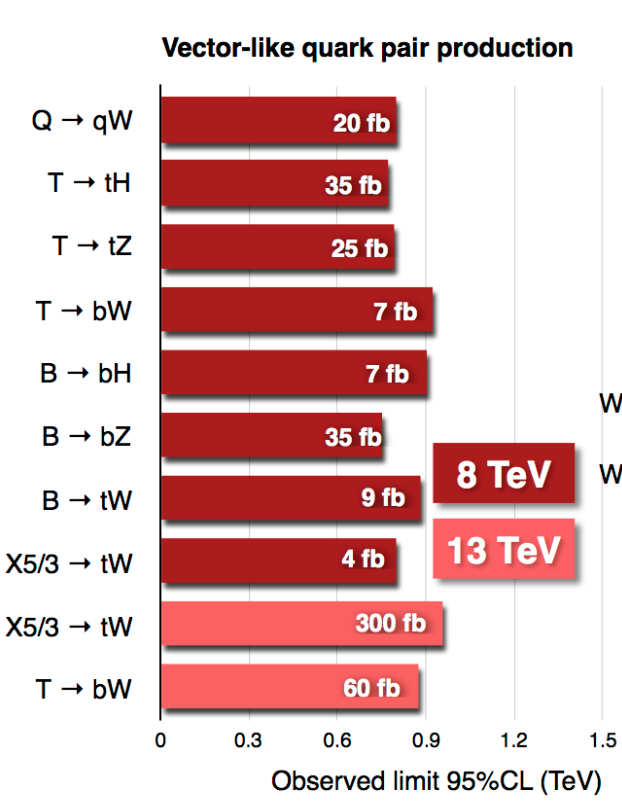 Vector-like quark pair production
Q → qW
20 fb
T → tH
35 fb
T → tZ
25 fb
T → bW
7 fb
B → bH
7 fb
W
B → bZ
35 fb
8 TeV
W
B → tW
9 fb
13 TeV
X5/3 → tW
4 fb
X5/3 → tW
300 fb
T → bW
60 fb
0 0.3 0.6 0.9 1.2 1.5
Observed limit 95%CL (TeV)